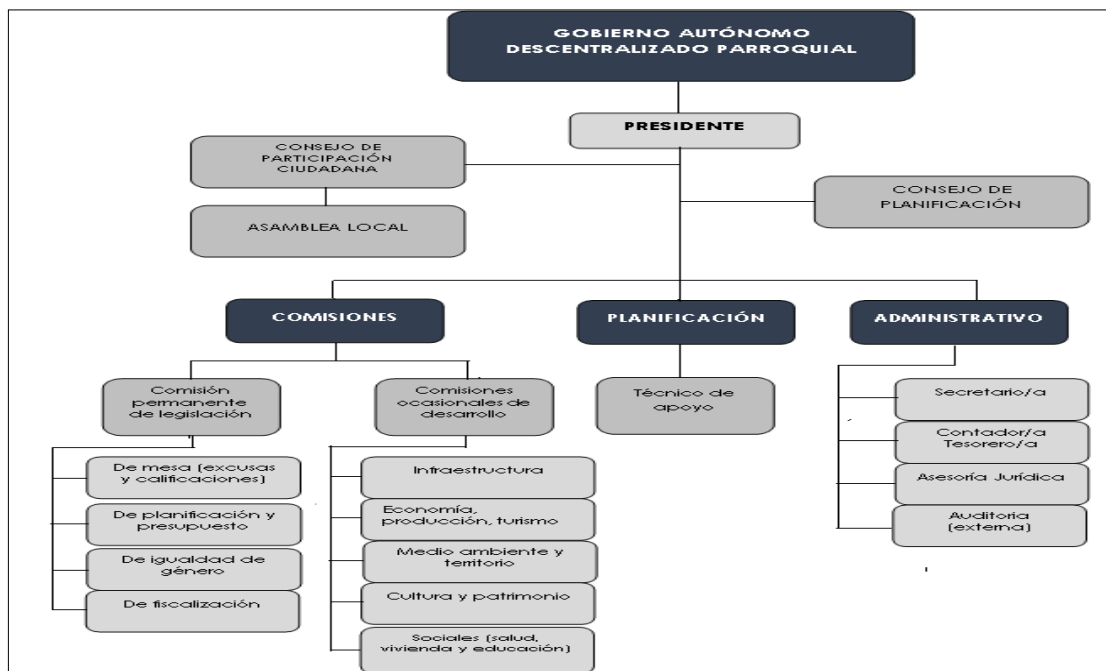 GOBIERNO AUTÓNOMO
DESCENTRALIZADO PARROQUIAL
PRESIDENTE
CONSEJO DE
PARTICIPACIÓN
CIUDADANA
CONSEJO DE
PLANIFICACIÓN
ASAMBLEA LOCAL
COMISIONES
PLANIFICACIÓN
ADMINISTRATIVO
Comisión
permanente
de legislación
Comisiones
ocasionales de
desarrollo
Técnico de
apoyo
Secretario/a
Contador/a
Tesorero/a
Asesoría Jurídica
Auditoria
(externa)
De mesa (excusas
y calificaciones)
De planificación y
presupuesto
De igualdad de
género
De fiscalización
Infraestructura
Economía,
producción, turismo
Medio ambiente y
territorio
Cultura y patrimonio
Sociales (salud,
vivienda y educación)